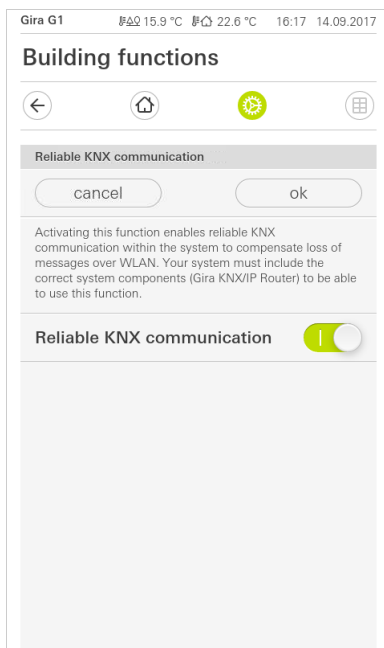 Gira G1 15.9 °C 22.6 °C 16:17 14.09.2017
Building functions
Reliable KNX communication
cancel ok
Activating this function enables reliable KNX
communication within the system to compensate loss of
messages over WLAN. Your system must include the
correct system components (Gira KNX/IP Router) to be able
to use this function.
Reliable KNX communication